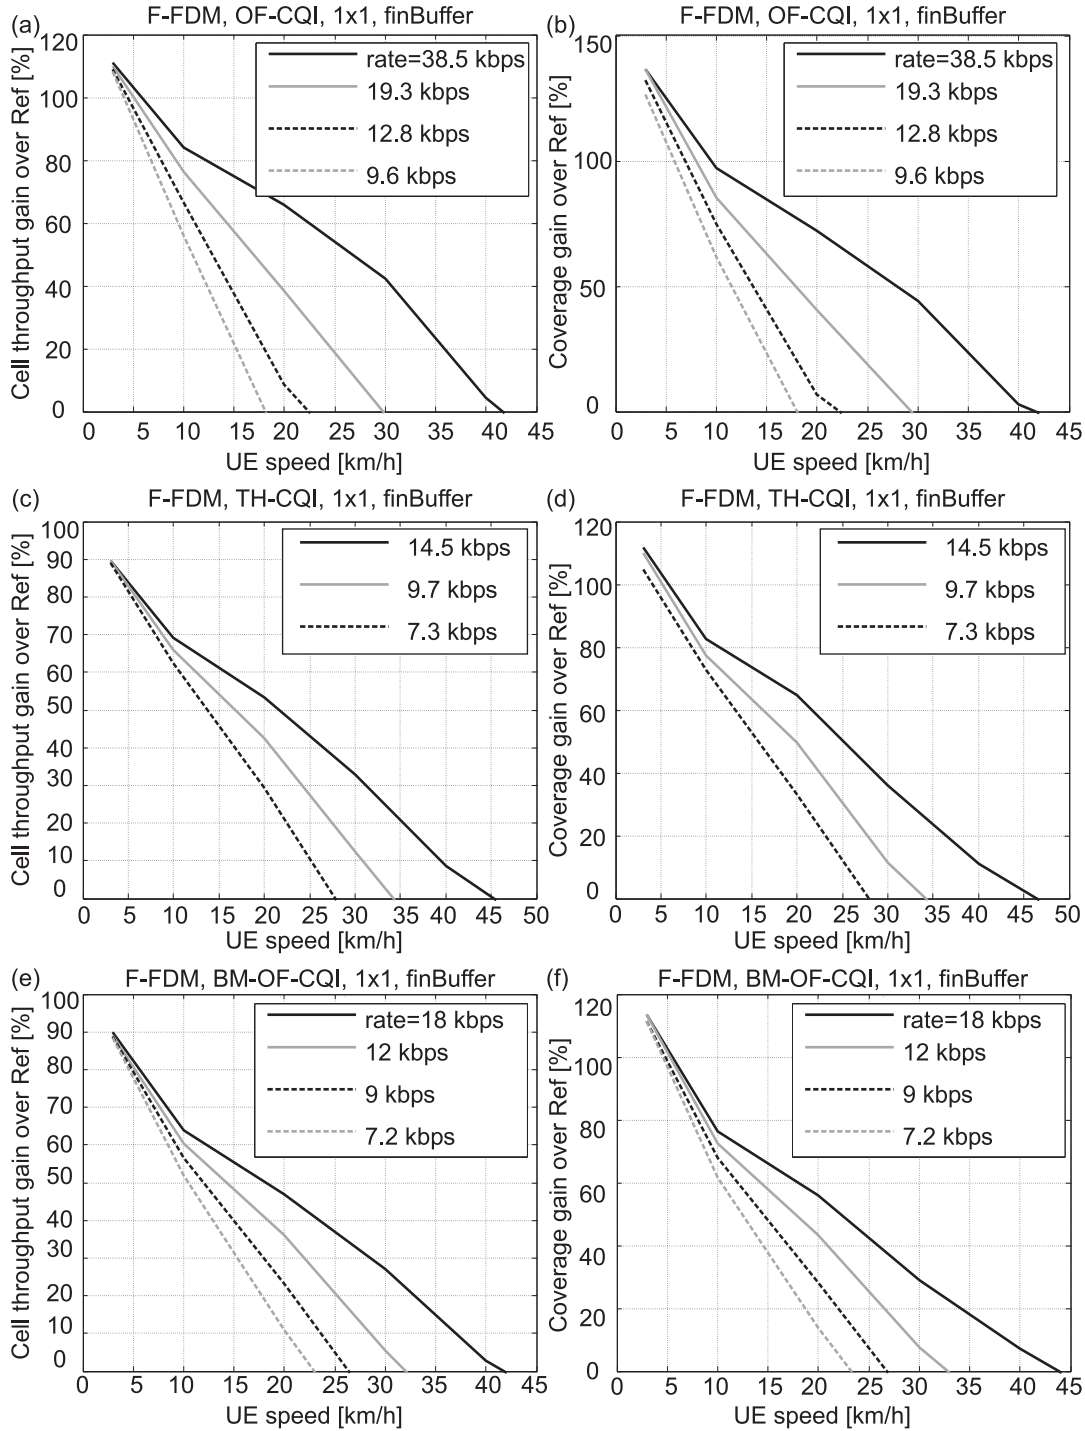 (a) F-FDM, OF-CQI, 1x1, finBuffer
Cell throughput gain over Ref [%]
120
100
80
60
40
20
0
rate=38.5 kbps
19.3 kbps
12.8 kbps
9.6 kbps
0 5 10 15 20 25 30 35 40 45
UE speed [km/h]
(b) F-FDM, OF-CQI, 1x1, finBuffer
Coverage gain over Ref [%]
150
100
50
0
rate=38.5 kbps
19.3 kbps
12.8 kbps
9.6 kbps
0 5 10 15 20 25 30 35 40 45
UE speed [km/h]
(c) F-FDM, TH-CQI, 1x1, finBuffer
Cell throughput gain over Ref [%]
100
90
80
70
60
50
40
30
20
10
0
14.5 kbps
9.7 kbps
7.3 kbps
0 5 10 15 20 25 30 35 40 45 50
UE speed [km/h]
(d) F-FDM, TH-CQI, 1x1, finBuffer
Coverage gain over Ref [%]
120
100
80
60
40
20
0
14.5 kbps
9.7 kbps
7.3 kbps
0 5 10 15 20 25 30 35 40 45 50
UE speed [km/h]
(e) F-FDM, BM-OF-CQI, 1x1, finBuffer
Cell throughput gain over Ref [%]
100
90
80
70
60
50
40
30
20
10
0
rate=18 kbps
12 kbps
9 kbps
7.2 kbps
0 5 10 15 20 25 30 35 40 45
UE speed [km/h]
(f) F-FDM, BM-OF-CQI, 1x1, finBuffer
Coverage gain over Ref [%]
120
100
80
60
40
20
0
rate=18 kbps
12 kbps
9 kbps
7.2 kbps
0 5 10 15 20 25 30 35 40 45
UE speed [km/h]